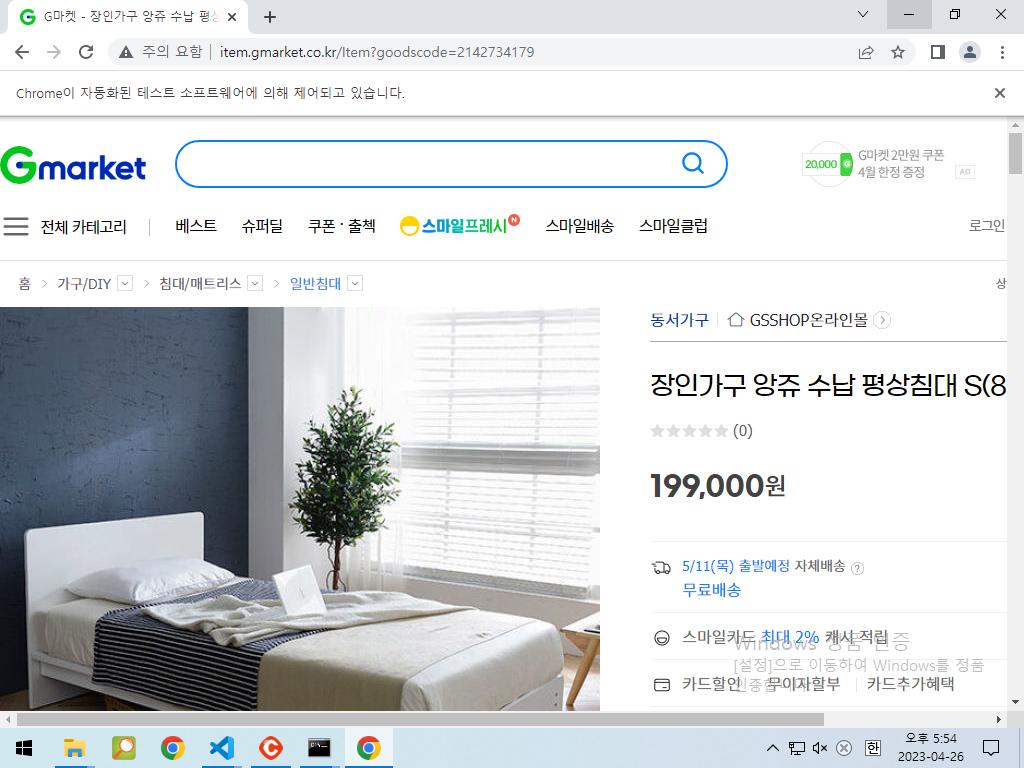 G마켓 - 장인가구 앙쥬 수납 평상
주의 요함
item.gmarket.co.kr/Item?goodscode=2142734179
Chrome이 자동화된 테스트 소프트웨어에 의해 제어되고 있습니다.
Gmarket
20,000
G마켓 2만원 쿠폰
4월 한정 증정
AD
전체 카테고리
베스트
슈퍼딜
쿠폰·출첵
스마일프레시
N
스마일배송
스마일클럽
로그인
홈
가구/DIY
침대/매트리스
일반침대
상
동서가구
GSSHOP온라인몰
장인가구 앙쥬 수납 평상침대 S(8
(0)
199,000원
5/11(목) 출발예정 자체배송 ?
무료배송
스마일카드 최대 2% 캐시 적립
Windows 정품 인증
[설정]으로 이동하여 Windows를 정품
카드할인
무이자할부
카드추가혜택
한
오후 5:54
2023-04-26